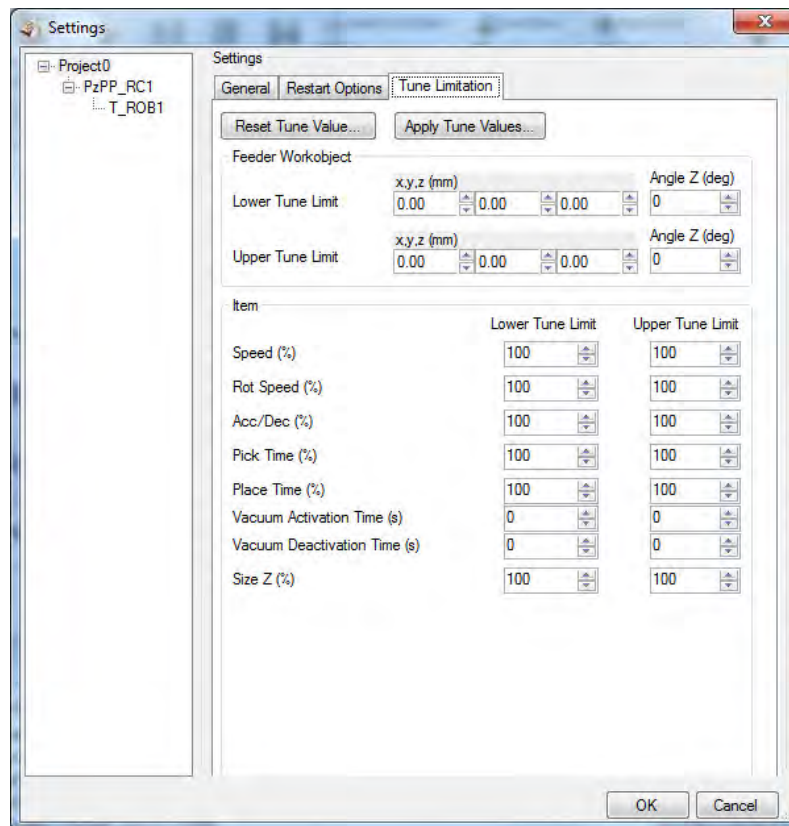 Settings
Project0
PzPP_RC1
T_ROB1
Settings
General Restart Options Tune Limitation
Reset Tune Value... Apply Tune Values...
Feeder Workobject
x,y,z (mm) Angle Z (deg)
Lower Tune Limit 0.00 0.00 0.00 0
x,y,z (mm) Angle Z (deg)
Upper Tune Limit 0.00 0.00 0.00 0
Item
Lower Tune Limit Upper Tune Limit
Speed (%) 100 100
Rot Speed (%) 100 100
Acc/Dec (%) 100 100
Pick Time (%) 100 100
Place Time (%) 100 100
Vacuum Activation Time (s) 0 0
Vacuum Deactivation Time (s) 0 0
Size Z (%) 100 100
OK Cancel